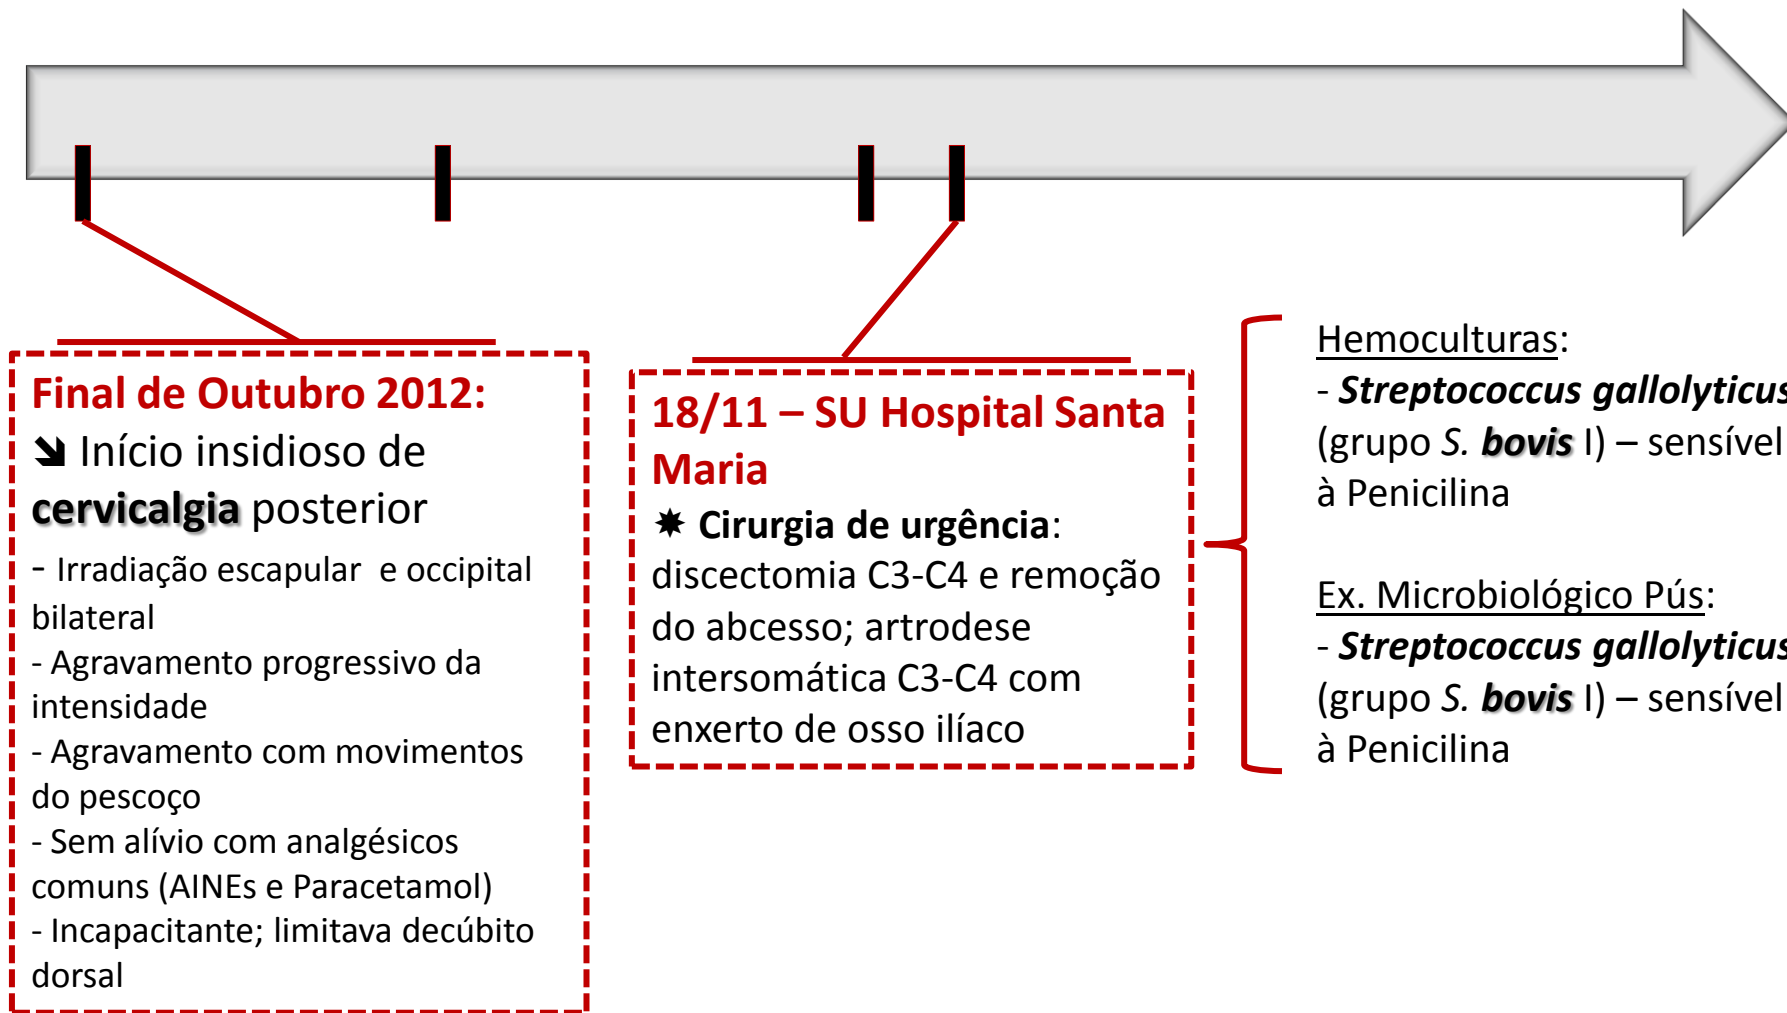 Final de Outubro 2012:
🡮 Início insidioso de
cervicalgia posterior
- Irradiação escapular e occipital
bilateral
- Agravamento progressivo da
intensidade
- Agravamento com movimentos
do pescoço
- Sem alívio com analgésicos
comuns (AINEs e Paracetamol)
- Incapacitante; limitava decúbito
dorsal
18/11 – SU Hospital Santa
Maria
✷ Cirurgia de urgência:
discectomia C3-C4 e remoção
do abcesso; artrodese
intersomática C3-C4 com
enxerto de osso ilíaco
Hemoculturas:
- Streptococcus gallolyticus
(grupo S. bovis I) – sensível
à Penicilina
Ex. Microbiológico Pús:
- Streptococcus gallolyticus
(grupo S. bovis I) – sensível
à Penicilina